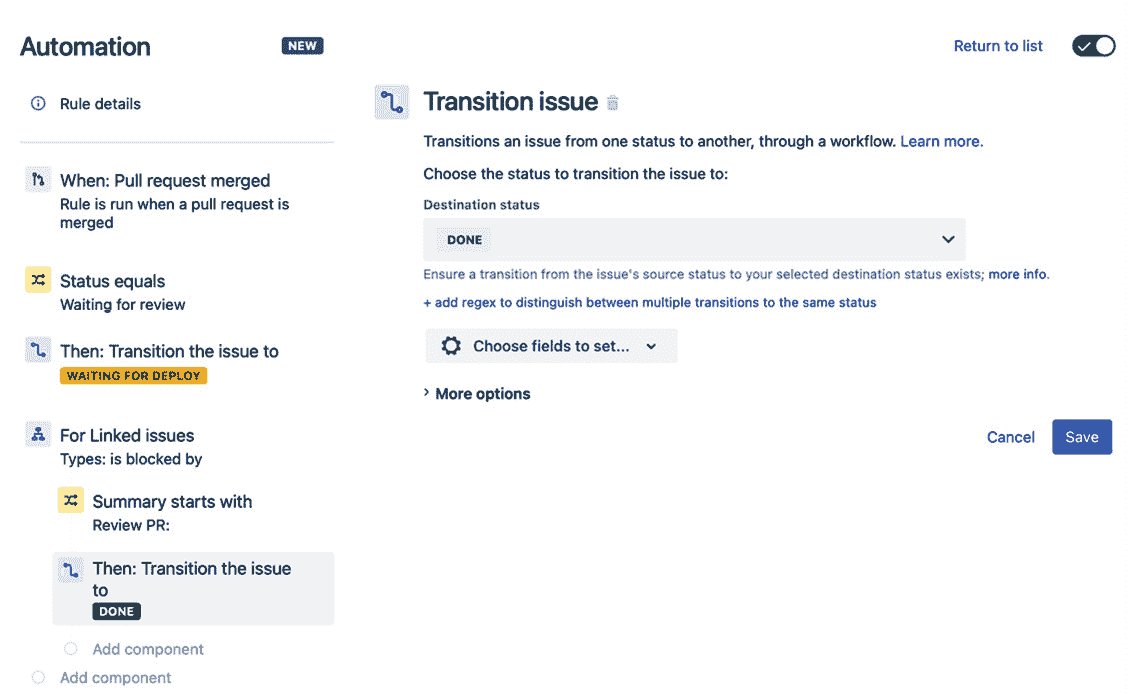 Automation
NEW
Return to list
Rule details
When: Pull request merged
Rule is run when a pull request is
merged
Status equals
Waiting for review
Then: Transition the issue to
WAITING FOR DEPLOY
For Linked issues
Types: is blocked by
Summary starts with
Review PR:
Then: Transition the issue
to
DONE
Add component
Add component
Transition issue
Transitions an issue from one status to another, through a workflow. Learn more.
Choose the status to transition the issue to:
Destination status
DONE
Ensure a transition from the issue's source status to your selected destination status exists; more info.
+ add regex to distinguish between multiple transitions to the same status
Choose fields to set...
More options
Cancel
Save